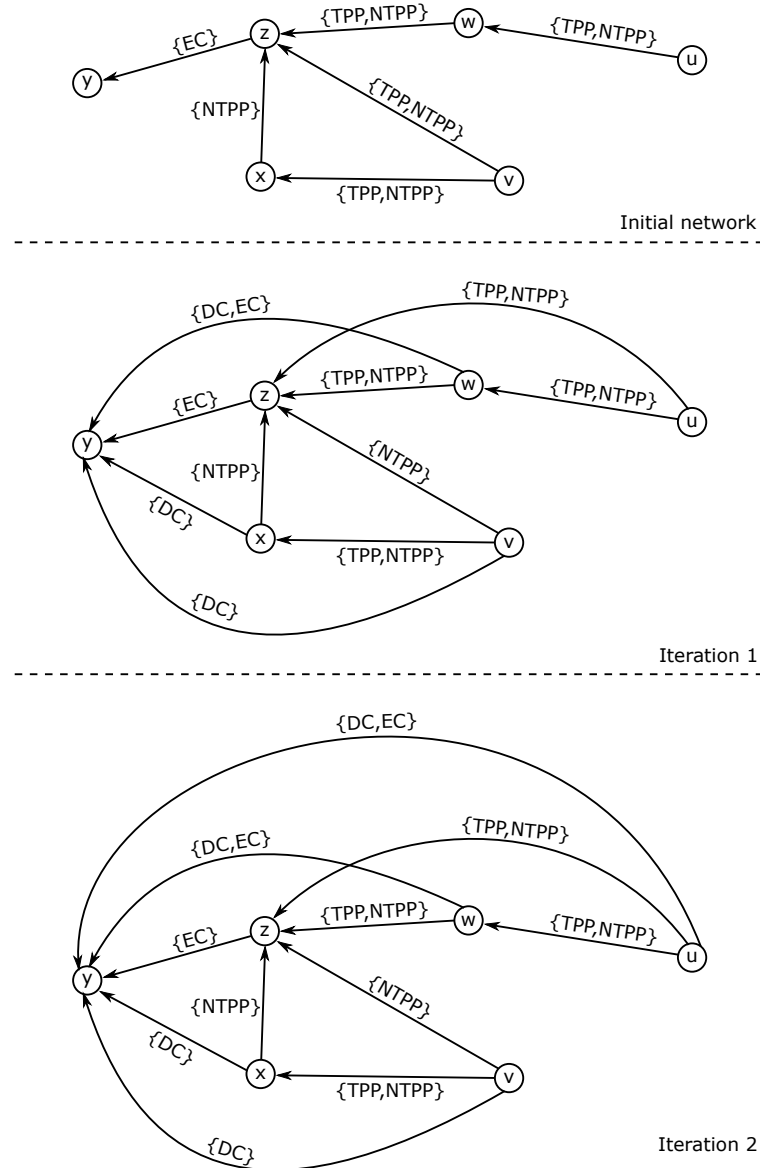 {EC}
{TPP,NTPP}
{TPP,NTPP}
y
z
w
u
{NTPP}
{TPP,NTPP}
x
v
{TPP,NTPP}
Initial network
{DC,EC}
{TPP,NTPP}
{EC}
{TPP,NTPP}
{TPP,NTPP}
y
z
w
u
{NTPP}
{NTPP}
{DC}
x
v
{TPP,NTPP}
{DC}
Iteration 1
{DC,EC}
{DC,EC}
{TPP,NTPP}
{EC}
{TPP,NTPP}
{TPP,NTPP}
y
z
w
u
{NTPP}
{NTPP}
{DC}
x
v
{TPP,NTPP}
{DC}
Iteration 2